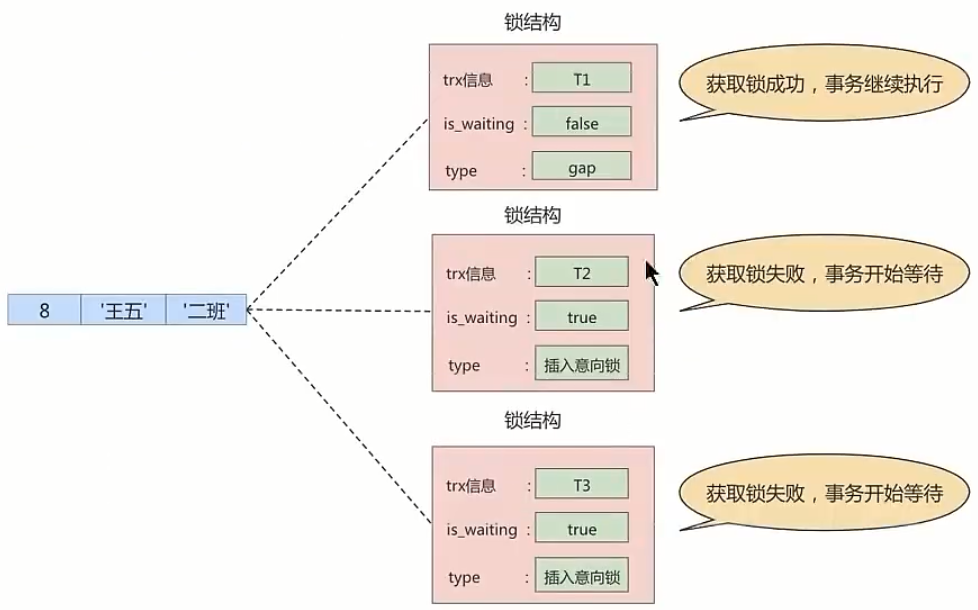 锁结构
trx信息 : T1
is_waiting : false
type : gap
获取锁成功，事务继续执行
锁结构
trx信息 : T2
is_waiting : true
type : 插入意向锁
获取锁失败，事务开始等待
8 '王五' '二班'
锁结构
trx信息 : T3
is_waiting : true
type : 插入意向锁
获取锁失败，事务开始等待